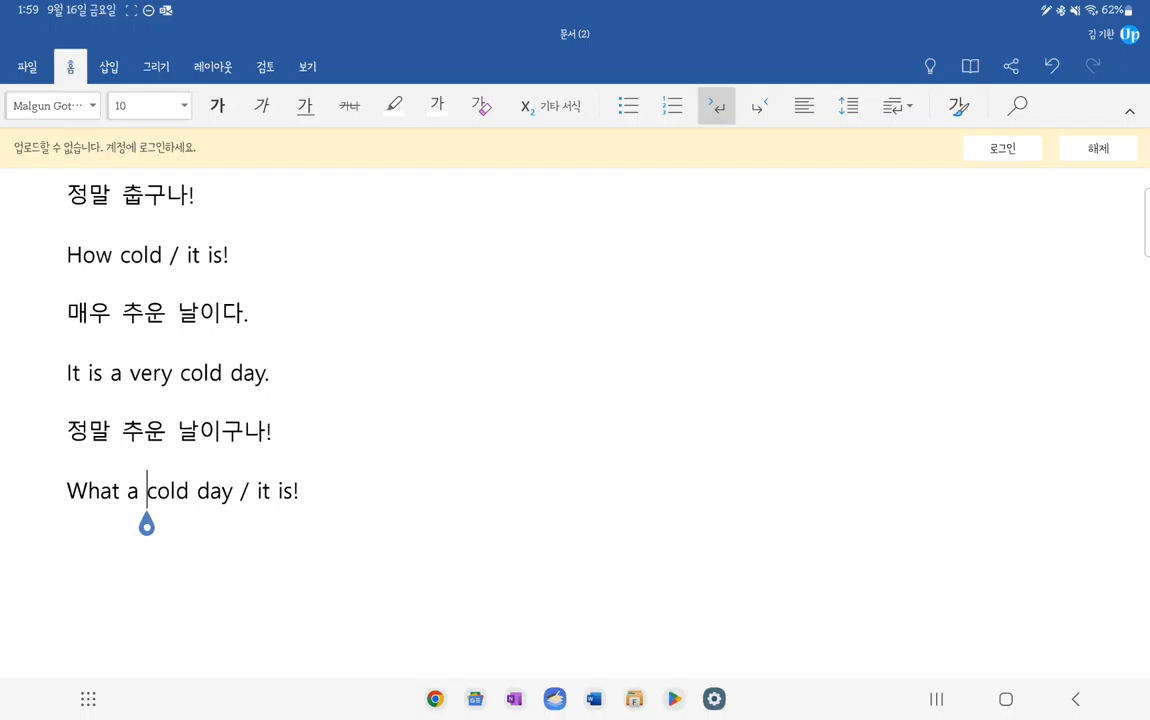 1:59 9월 16일 금요일 62%
문서 (2)
김 기환 Up
파일 홈 삽입 그리기 레이아웃 검토 보기
Malgun Got··· 10 가 가 가 가나 가 가 X₂ 기타 서식 가
업로드할 수 없습니다. 계정에 로그인하세요. 로그인 해제
정말 춥구나!
How cold / it is!
매우 추운 날이다.
It is a very cold day.
정말 추운 날이구나!
What a cold day / it is!